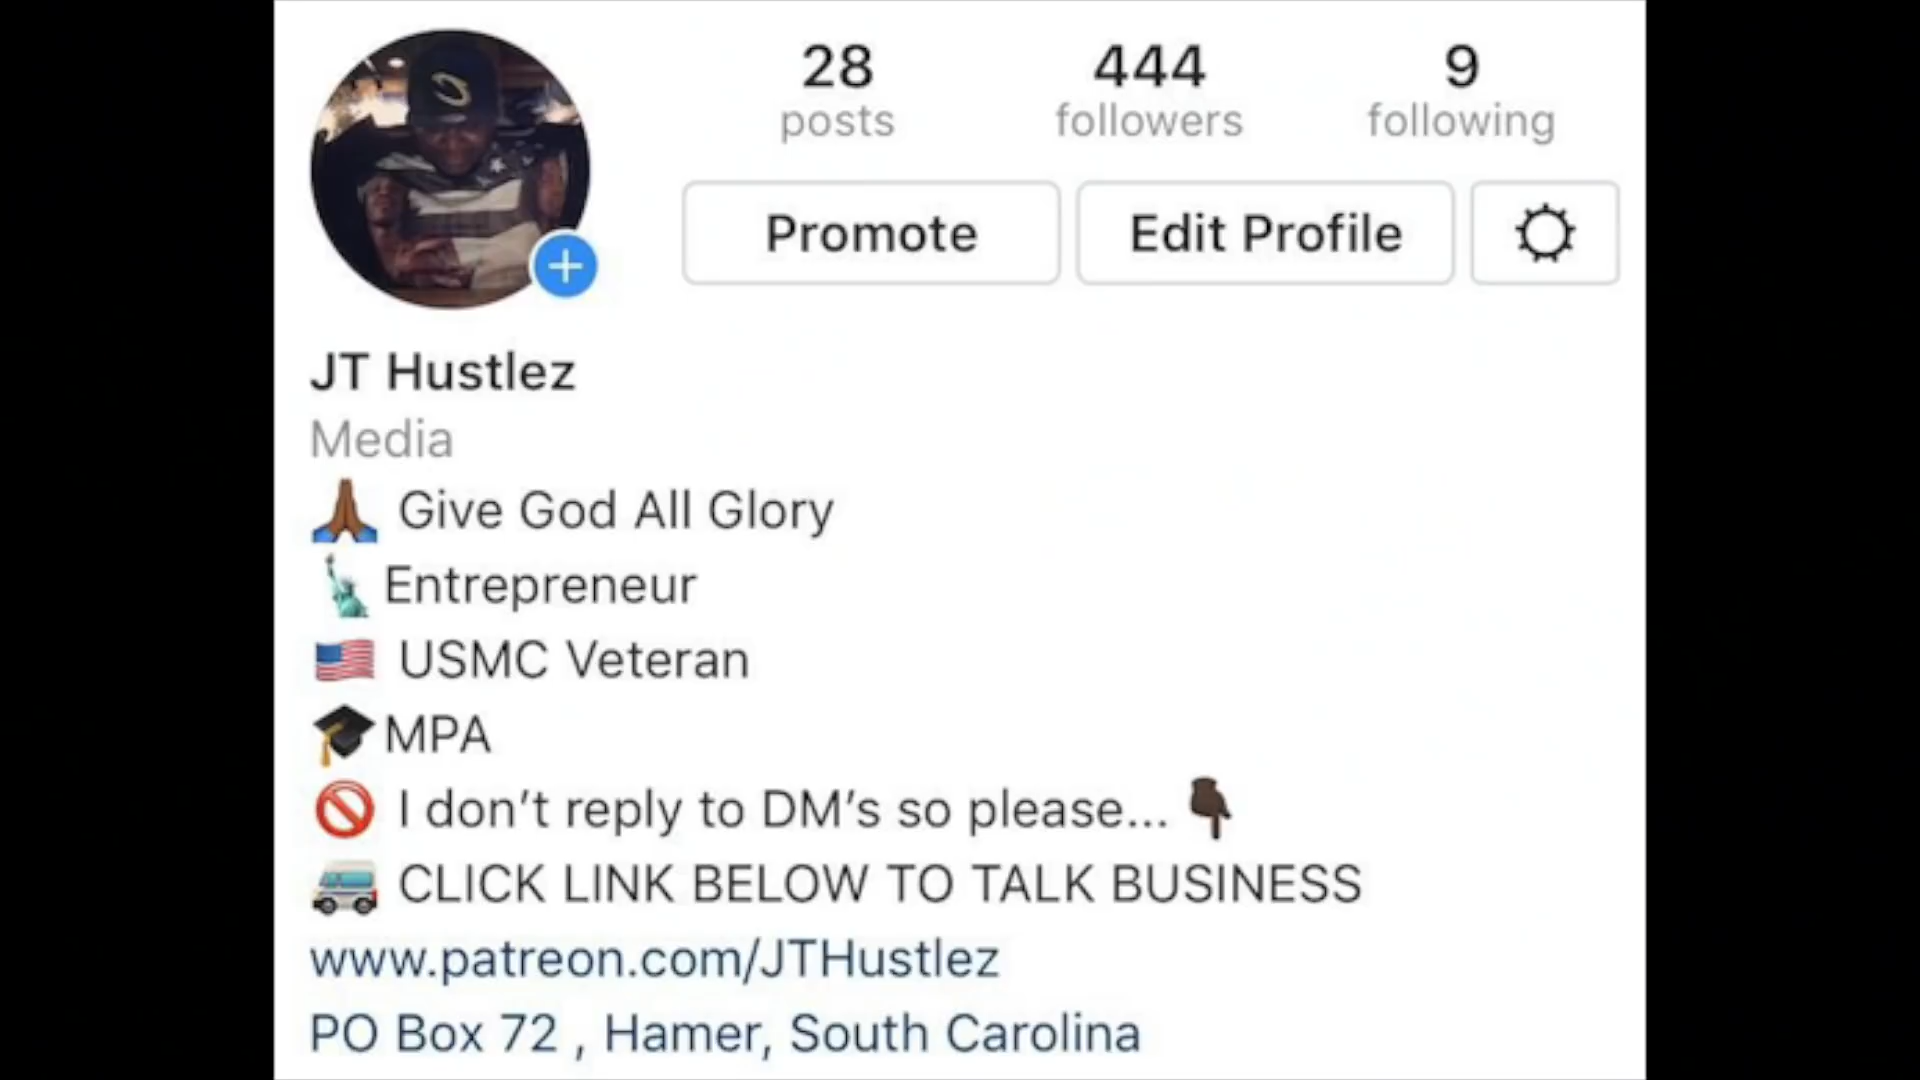 28 444 9
posts followers following
Promote Edit Profile
JT Hustlez
Media
🙏🏾 Give God All Glory
🗽Entrepreneur
🇺🇸 USMC Veteran
🎓MPA
🚫 I don’t reply to DM’s so please... 👇🏿
🚐 CLICK LINK BELOW TO TALK BUSINESS
www.patreon.com/JTHustlez
PO Box 72 , Hamer, South Carolina